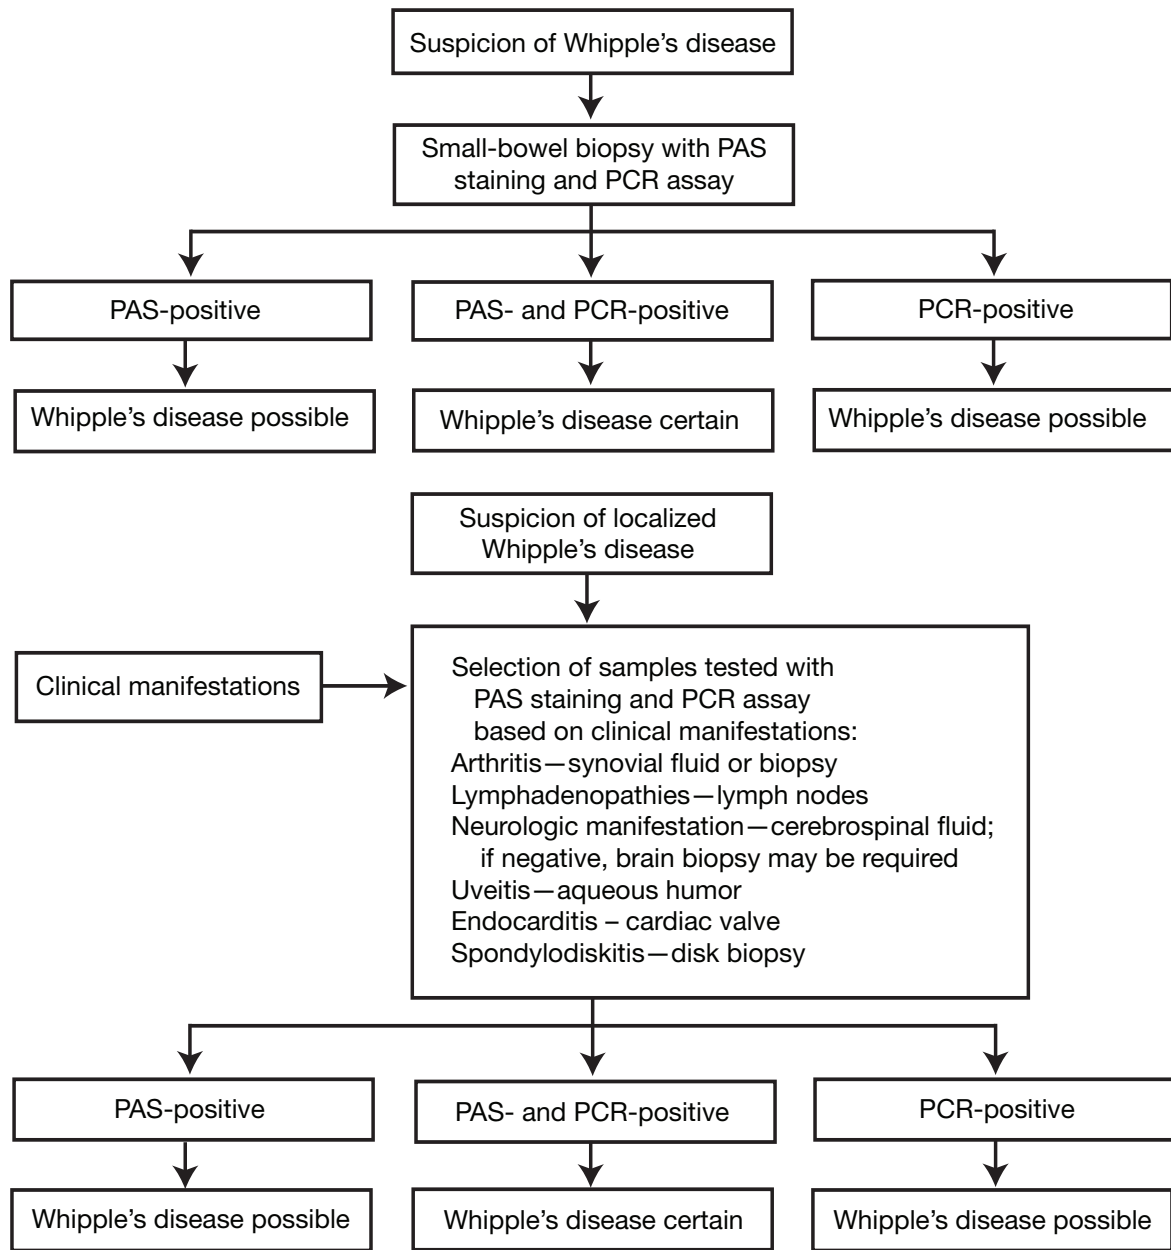 Suspicion of Whipple’s disease
Small-bowel biopsy with PAS
staining and PCR assay
PAS-positive
PAS- and PCR-positive
PCR-positive
Whipple’s disease possible
Whipple’s disease certain
Whipple’s disease possible
Suspicion of localized
Whipple’s disease
Clinical manifestations
Selection of samples tested with
PAS staining and PCR assay
based on clinical manifestations:
Arthritis—synovial fluid or biopsy
Lymphadenopathies—lymph nodes
Neurologic manifestation—cerebrospinal fluid;
if negative, brain biopsy may be required
Uveitis—aqueous humor
Endocarditis – cardiac valve
Spondylodiskitis—disk biopsy
PAS-positive
PAS- and PCR-positive
PCR-positive
Whipple’s disease possible
Whipple’s disease certain
Whipple’s disease possible